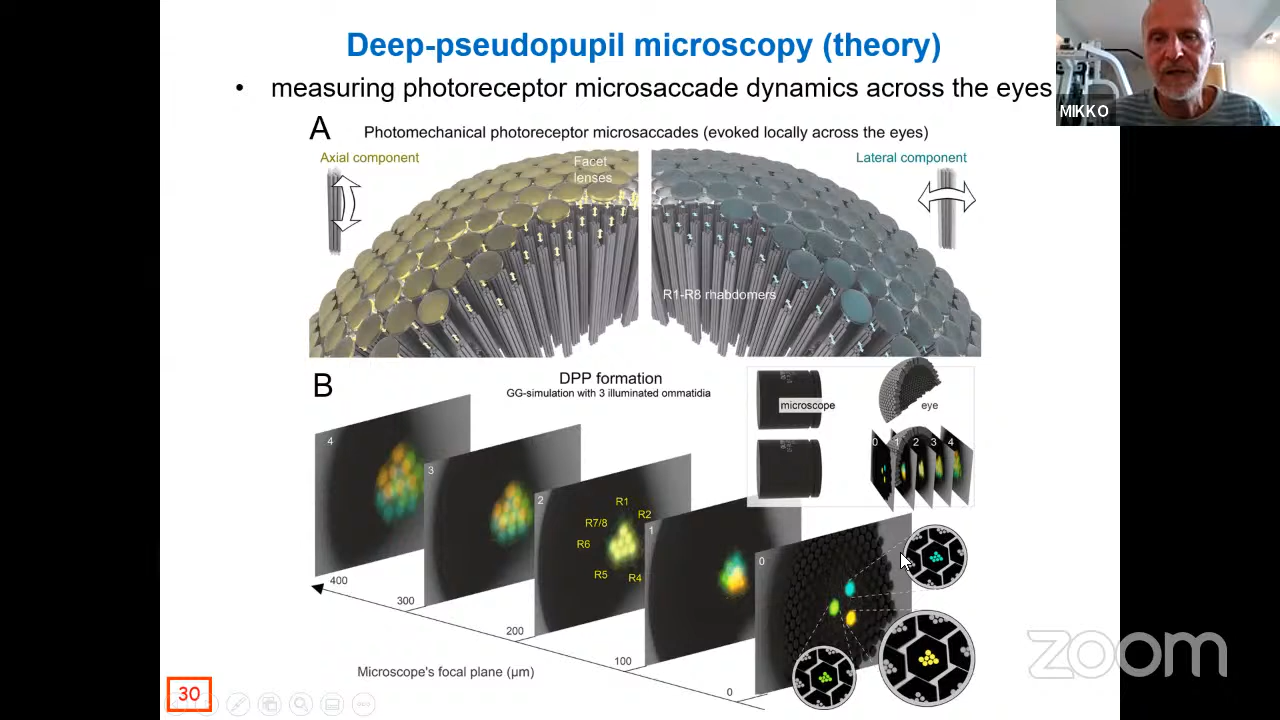 Deep-pseudopupil microscopy (theory)
• measuring photoreceptor microsaccade dynamics across the eyes
MIKKO
A
Photomechanical photoreceptor microsaccades (evoked locally across the eyes)
Axial component
Facet
lenses
Lateral component
R1-R8 rhabdomers
B
DPP formation
GG-simulation with 3 illuminated ommatidia
microscope
eye
0 1 2 3 4
4
3
2
1
0
R1
R2
R7/8
R6
R5
R4
400
300
200
100
0
Microscope's focal plane (µm)
zoom
30